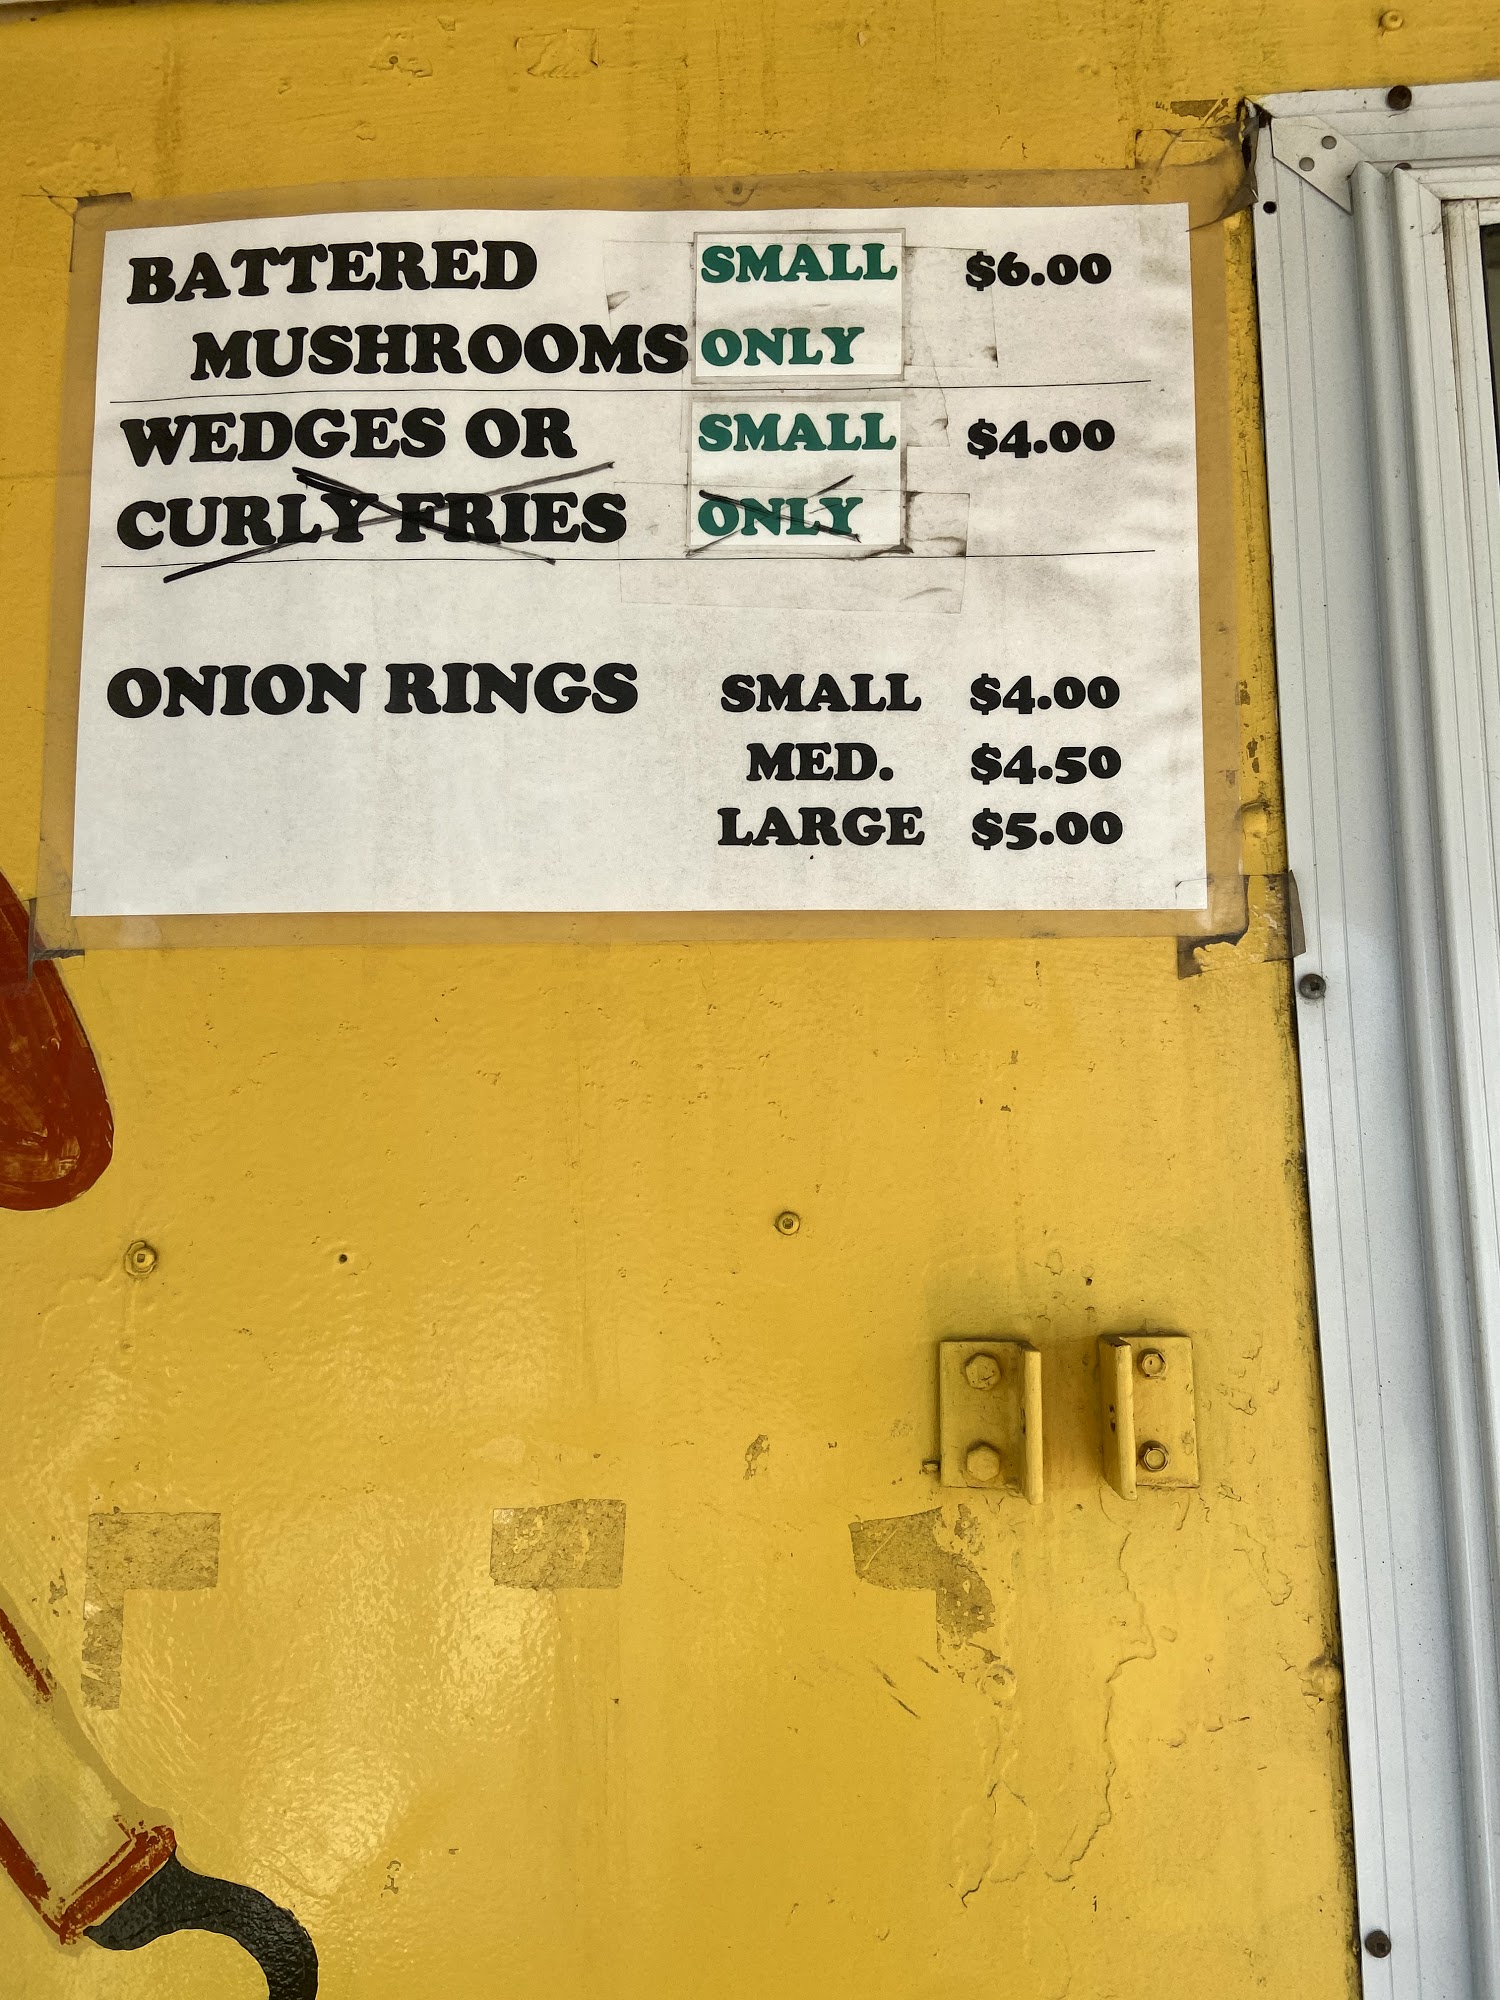 BATTERED SMALL $6.00
MUSHROOMS ONLY
WEDGES OR SMALL $4.00
CURLY FRIES ONLY
ONION RINGS SMALL $4.00
MED. $4.50
LARGE $5.00